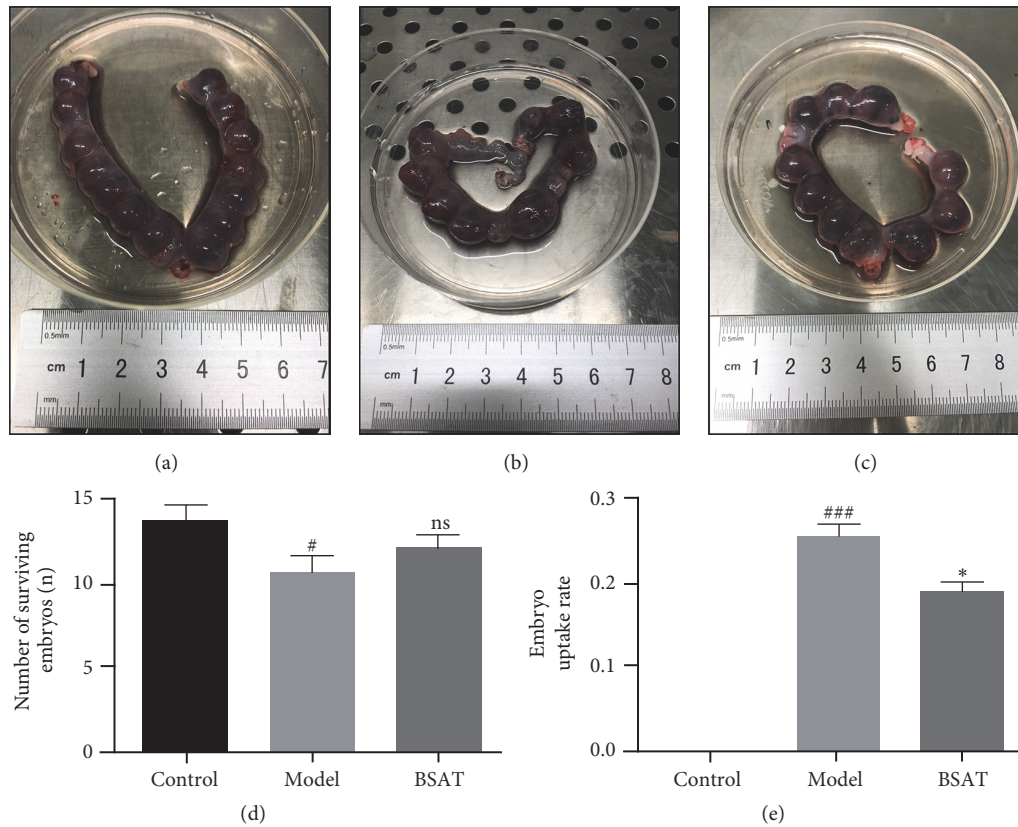 0.5mm
cm 1 2 3 4 5 6 7
mm
0.5mm
cm 1 2 3 4 5 6 7 8
mm
0.5mm
cm 1 2 3 4 5 6 7 8
mm
(a)
(b)
(c)
Number of surviving
embryos (n)
15
10
5
0
#
ns
Control Model BSAT
(d)
Embryo
uptake rate
0.3
0.2
0.1
0.0
###
*
Control Model BSAT
(e)